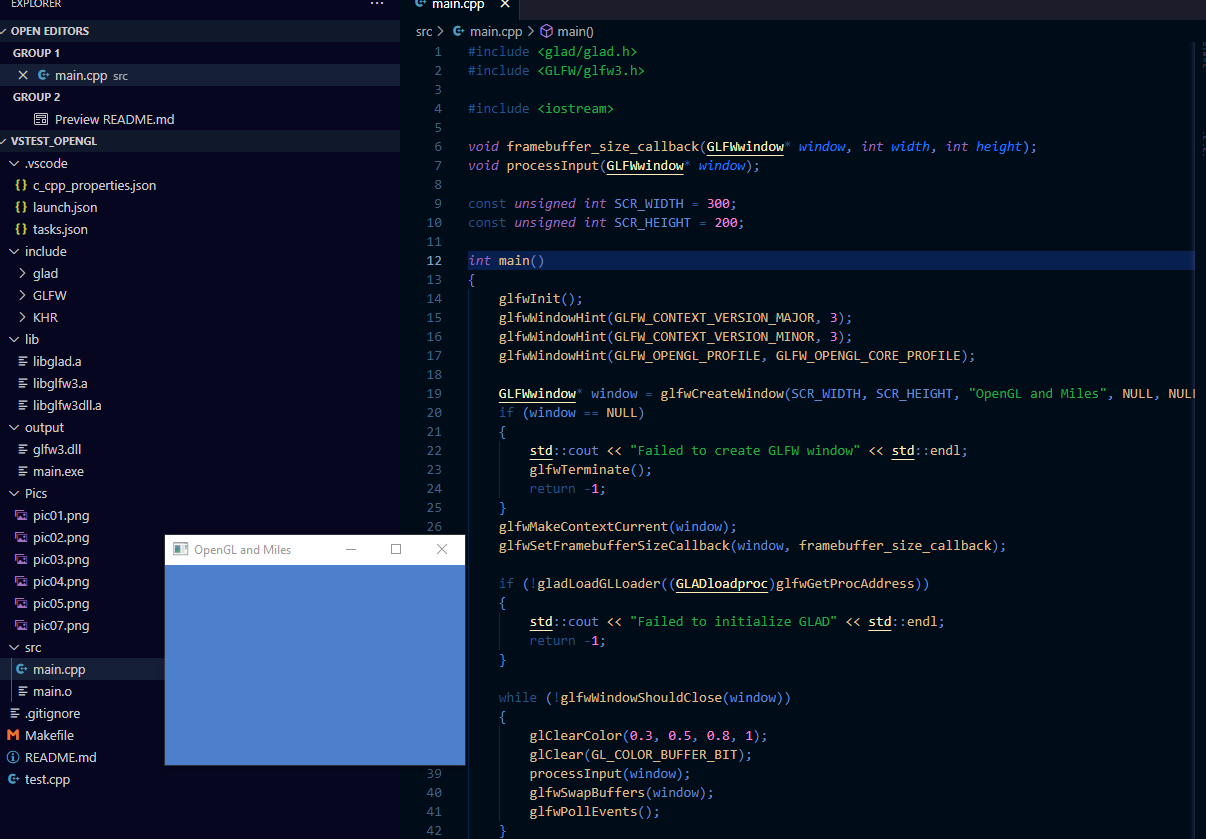 EXPLORER
OPEN EDITORS
GROUP 1
main.cpp src
GROUP 2
Preview README.md
VSTEST_OPENGL
.vscode
{} c_cpp_properties.json
{} launch.json
{} tasks.json
include
glad
GLFW
KHR
lib
libglad.a
libglfw3.a
libglfw3dll.a
output
glfw3.dll
main.exe
Pics
pic01.png
pic02.png
pic03.png
pic04.png
pic05.png
pic07.png
src
main.cpp
main.o
.gitignore
Makefile
README.md
test.cpp
OpenGL and Miles
main.cpp
src > main.cpp > main()
1 #include <glad/glad.h>
2 #include <GLFW/glfw3.h>
3
4 #include <iostream>
5
6 void framebuffer_size_callback(GLFWwindow* window, int width, int height);
7 void processInput(GLFWwindow* window);
8
9 const unsigned int SCR_WIDTH = 300;
10 const unsigned int SCR_HEIGHT = 200;
11
12 int main()
13 {
14 glfwInit();
15 glfwWindowHint(GLFW_CONTEXT_VERSION_MAJOR, 3);
16 glfwWindowHint(GLFW_CONTEXT_VERSION_MINOR, 3);
17 glfwWindowHint(GLFW_OPENGL_PROFILE, GLFW_OPENGL_CORE_PROFILE);
18
19 GLFWwindow* window = glfwCreateWindow(SCR_WIDTH, SCR_HEIGHT, "OpenGL and Miles", NULL, NULL
20 if (window == NULL)
21 {
22 std::cout << "Failed to create GLFW window" << std::endl;
23 glfwTerminate();
24 return -1;
25 }
26 glfwMakeContextCurrent(window);
glfwSetFramebufferSizeCallback(window, framebuffer_size_callback);
if (!gladLoadGLLoader((GLADloadproc)glfwGetProcAddress))
{
std::cout << "Failed to initialize GLAD" << std::endl;
return -1;
}
while (!glfwWindowShouldClose(window))
{
glClearColor(0.3, 0.5, 0.8, 1);
glClear(GL_COLOR_BUFFER_BIT);
39 processInput(window);
40 glfwSwapBuffers(window);
41 glfwPollEvents();
42 }